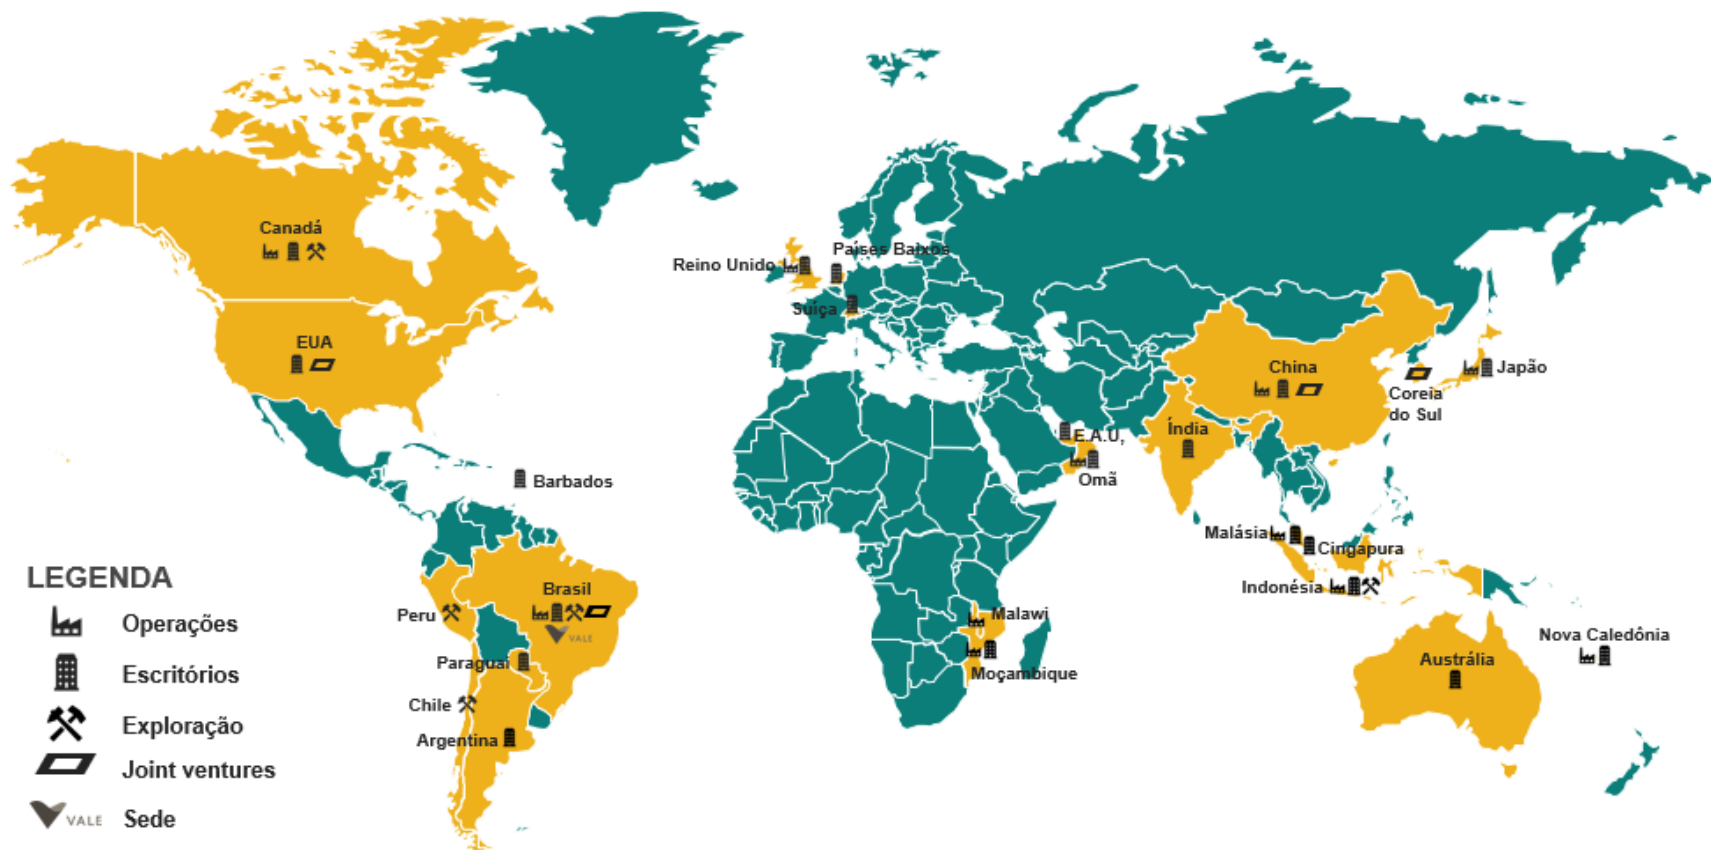 Canadá
EUA
Reino Unido
Países Baixos
Suíça
China
Japão
Coreia
do Sul
Índia
E.A.U,
Omã
Barbados
Malásia
Cingapura
Indonésia
Brasil
VALE
Peru
Paraguai
Chile
Argentina
Malawi
Moçambique
Nova Caledônia
Austrália
LEGENDA
Operações
Escritórios
Exploração
Joint ventures
VALE Sede